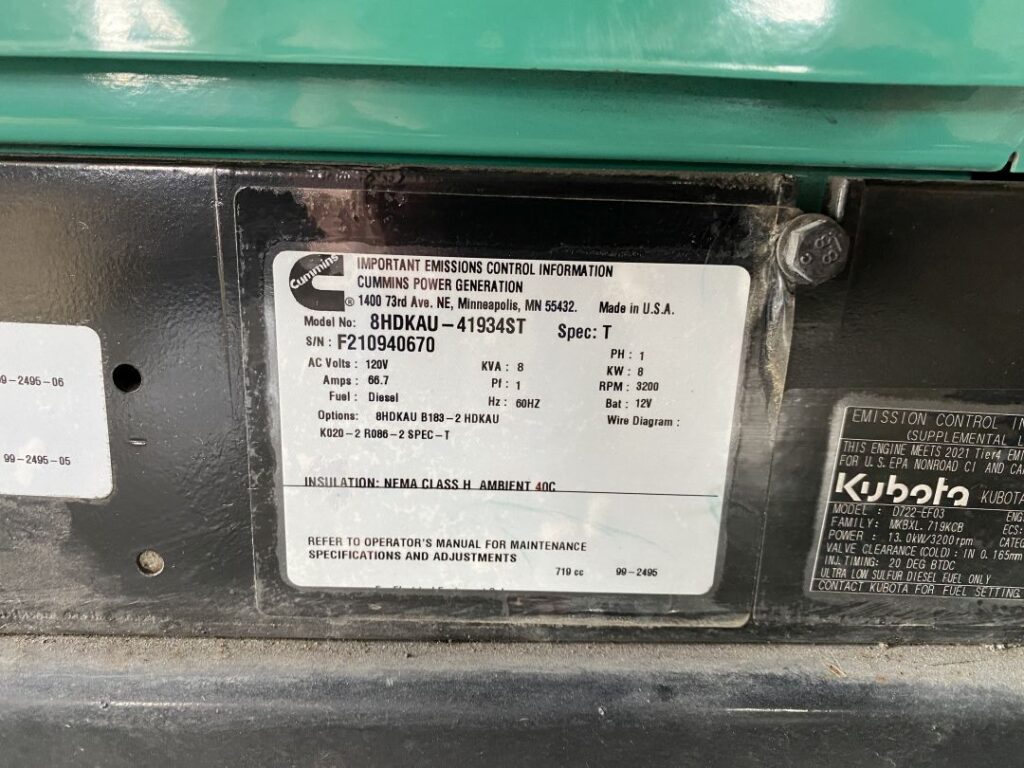 9-2495-06
99-2495-05
Cummins
®
IMPORTANT EMISSIONS CONTROL INFORMATION
CUMMINS POWER GENERATION
1400 73rd Ave. NE, Minneapolis, MN 55432. Made in U.S.A.
Model No: 8HDKAU-41934ST Spec: T
S/N : F210940670
AC Volts : 120V KVA : 8 PH : 1
Amps : 66.7 Pf : 1 KW : 8
Fuel : Diesel Hz : 60HZ RPM : 3200
Bat : 12V
Options: 8HDKAU B183-2 HDKAU Wire Diagram :
K020-2 R086-2 SPEC-T
INSULATION: NEMA CLASS H AMBIENT 40C
REFER TO OPERATOR'S MANUAL FOR MAINTENANCE
SPECIFICATIONS AND ADJUSTMENTS
719 cc 99-2495
8.8
EMISSION CONTROL IN
(SUPPLEMENTAL L
THIS ENGINE MEETS 2021 Tier4 EMI
FOR U.S. EPA NONROAD CI AND CA
Kubota KUBOTA
MODEL : D722-EF03 ENG
FAMILY : MKBXL.719KCB ECS:
POWER : 13.0kW/3200rpm CATEG
VALVE CLEARANCE (COLD) : IN 0.165mm
INJ.TIMING: 20 DEG BTDC
ULTRA LOW SULFUR DIESEL FUEL ONLY
CONTACT KUBOTA FOR FUEL SETTING